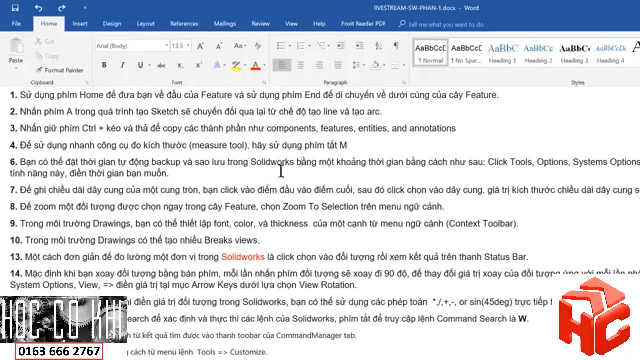 IIVESTREAM-SW-PHAN-1.docx - Word
File Home Insert Design Layout References Mailings Review View Foxit Reader PDF Tell me what you want to do
Cut
Copy
Paste
Format Painter
Arial (Body) 13,5
AaBbCcDc AaBbCcDc AaBbC AaBbCcC AaB AaBbCcC AaBbCcDc
Normal No Spac... Heading 1 Heading 2 Title Subtitle Subtle Em...
Clipboard Font Paragraph Styles
1. Sử dụng phím Home để đưa bạn về đầu của Feature và sử dụng phím End để di chuyển về dưới cùng của cây Feature.
2. Nhấn phím A trong quá trình tạo Sketch sẽ chuyển đổi qua lại từ chế độ tạo line và tạo arc.
3. Nhấn giữ phím Ctrl + kéo và thả để copy các thành phần như components, features, entities, and annotations
4. Để sử dụng nhanh công cụ đo kích thước (measure tool), hãy sử dụng phím tắt M
6. Bạn có thể đặt thời gian tự động backup và sao lưu trong Solidworks bằng một khoảng thời gian bằng cách như sau: Click Tools, Options, Systems Options
tính năng này, điền thời gian bạn muốn.
7. Để ghi chiều dài dây cung của một cung tròn, bạn click vào điểm đầu vào điểm cuối, sau đó click chọn vào dây cung. giá trị kích thước chiều dài dây cung
8. Để zoom một đối tượng được chọn ngay trong cây Feature, chọn Zoom To Selection trên menu ngữ cảnh.
9. Trong môi trường Drawings, bạn có thể thiết lập font, color, và thickness của một cạnh từ menu ngữ cảnh (Context Toolbar).
10. Trong môi trường Drawings có thể tạo nhiều Breaks views.
13. Một cách đơn giản để đo lường một đơn vị trong Solidworks là click chọn vào đối tượng rồi xem kết quả trên thanh Status Bar.
14. Mặc định khi bạn xoay đối tượng bằng bàn phím, mỗi lần nhấn phím đối tượng sẽ xoay đi 90 độ, để thay đổi giá trị xoay của đối tượng ứng với mỗi lần
System Options, View, => điền giá trị tại mục Arrow Keys dưới lựa chọn View Rotation.
khi điền giá trị đối tượng trong Solidworks, bạn có thể sử dụng các phép toán *,/,+,-, or sin(45deg) trực tiếp
search để xác định và thực thi các lệnh của Solidworks, phím tắt để truy cập lệnh Command Search là W.
lệnh từ kết quả tìm được vào thanh toolbar của CommandManager tab.
cách từ menu lệnh Tools => Customize.
HỌC CƠ KHÍ
0163 666 2767
HC